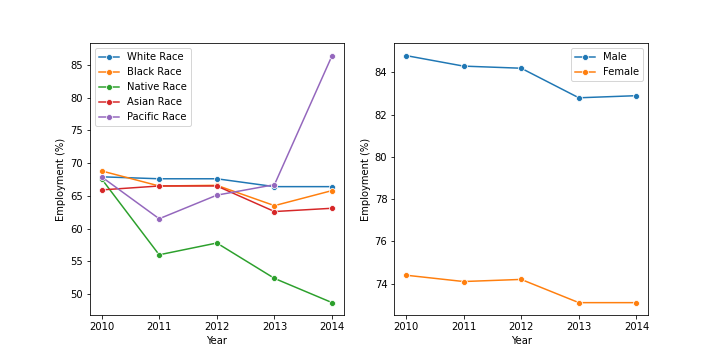 White Race
Black Race
Native Race
Asian Race
Pacific Race
85
80
75
70
65
60
55
50
Employment (%)
2010 2011 2012 2013 2014
Year
Male
Female
84
82
80
78
76
74
Employment (%)
2010 2011 2012 2013 2014
Year